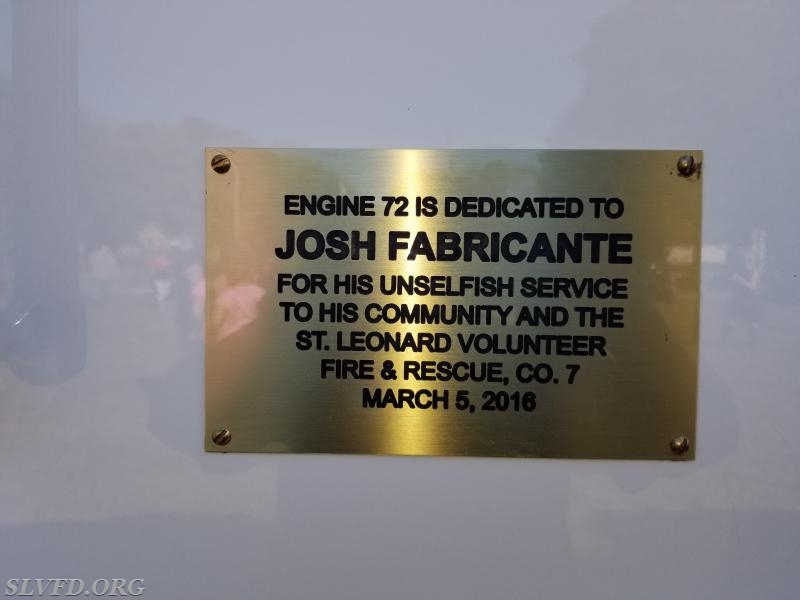 ENGINE 72 IS DEDICATED TO
JOSH FABRICANTE
FOR HIS UNSELFISH SERVICE
TO HIS COMMUNITY AND THE
ST. LEONARD VOLUNTEER
FIRE & RESCUE, CO. 7
MARCH 5, 2016
SLVFD.ORG